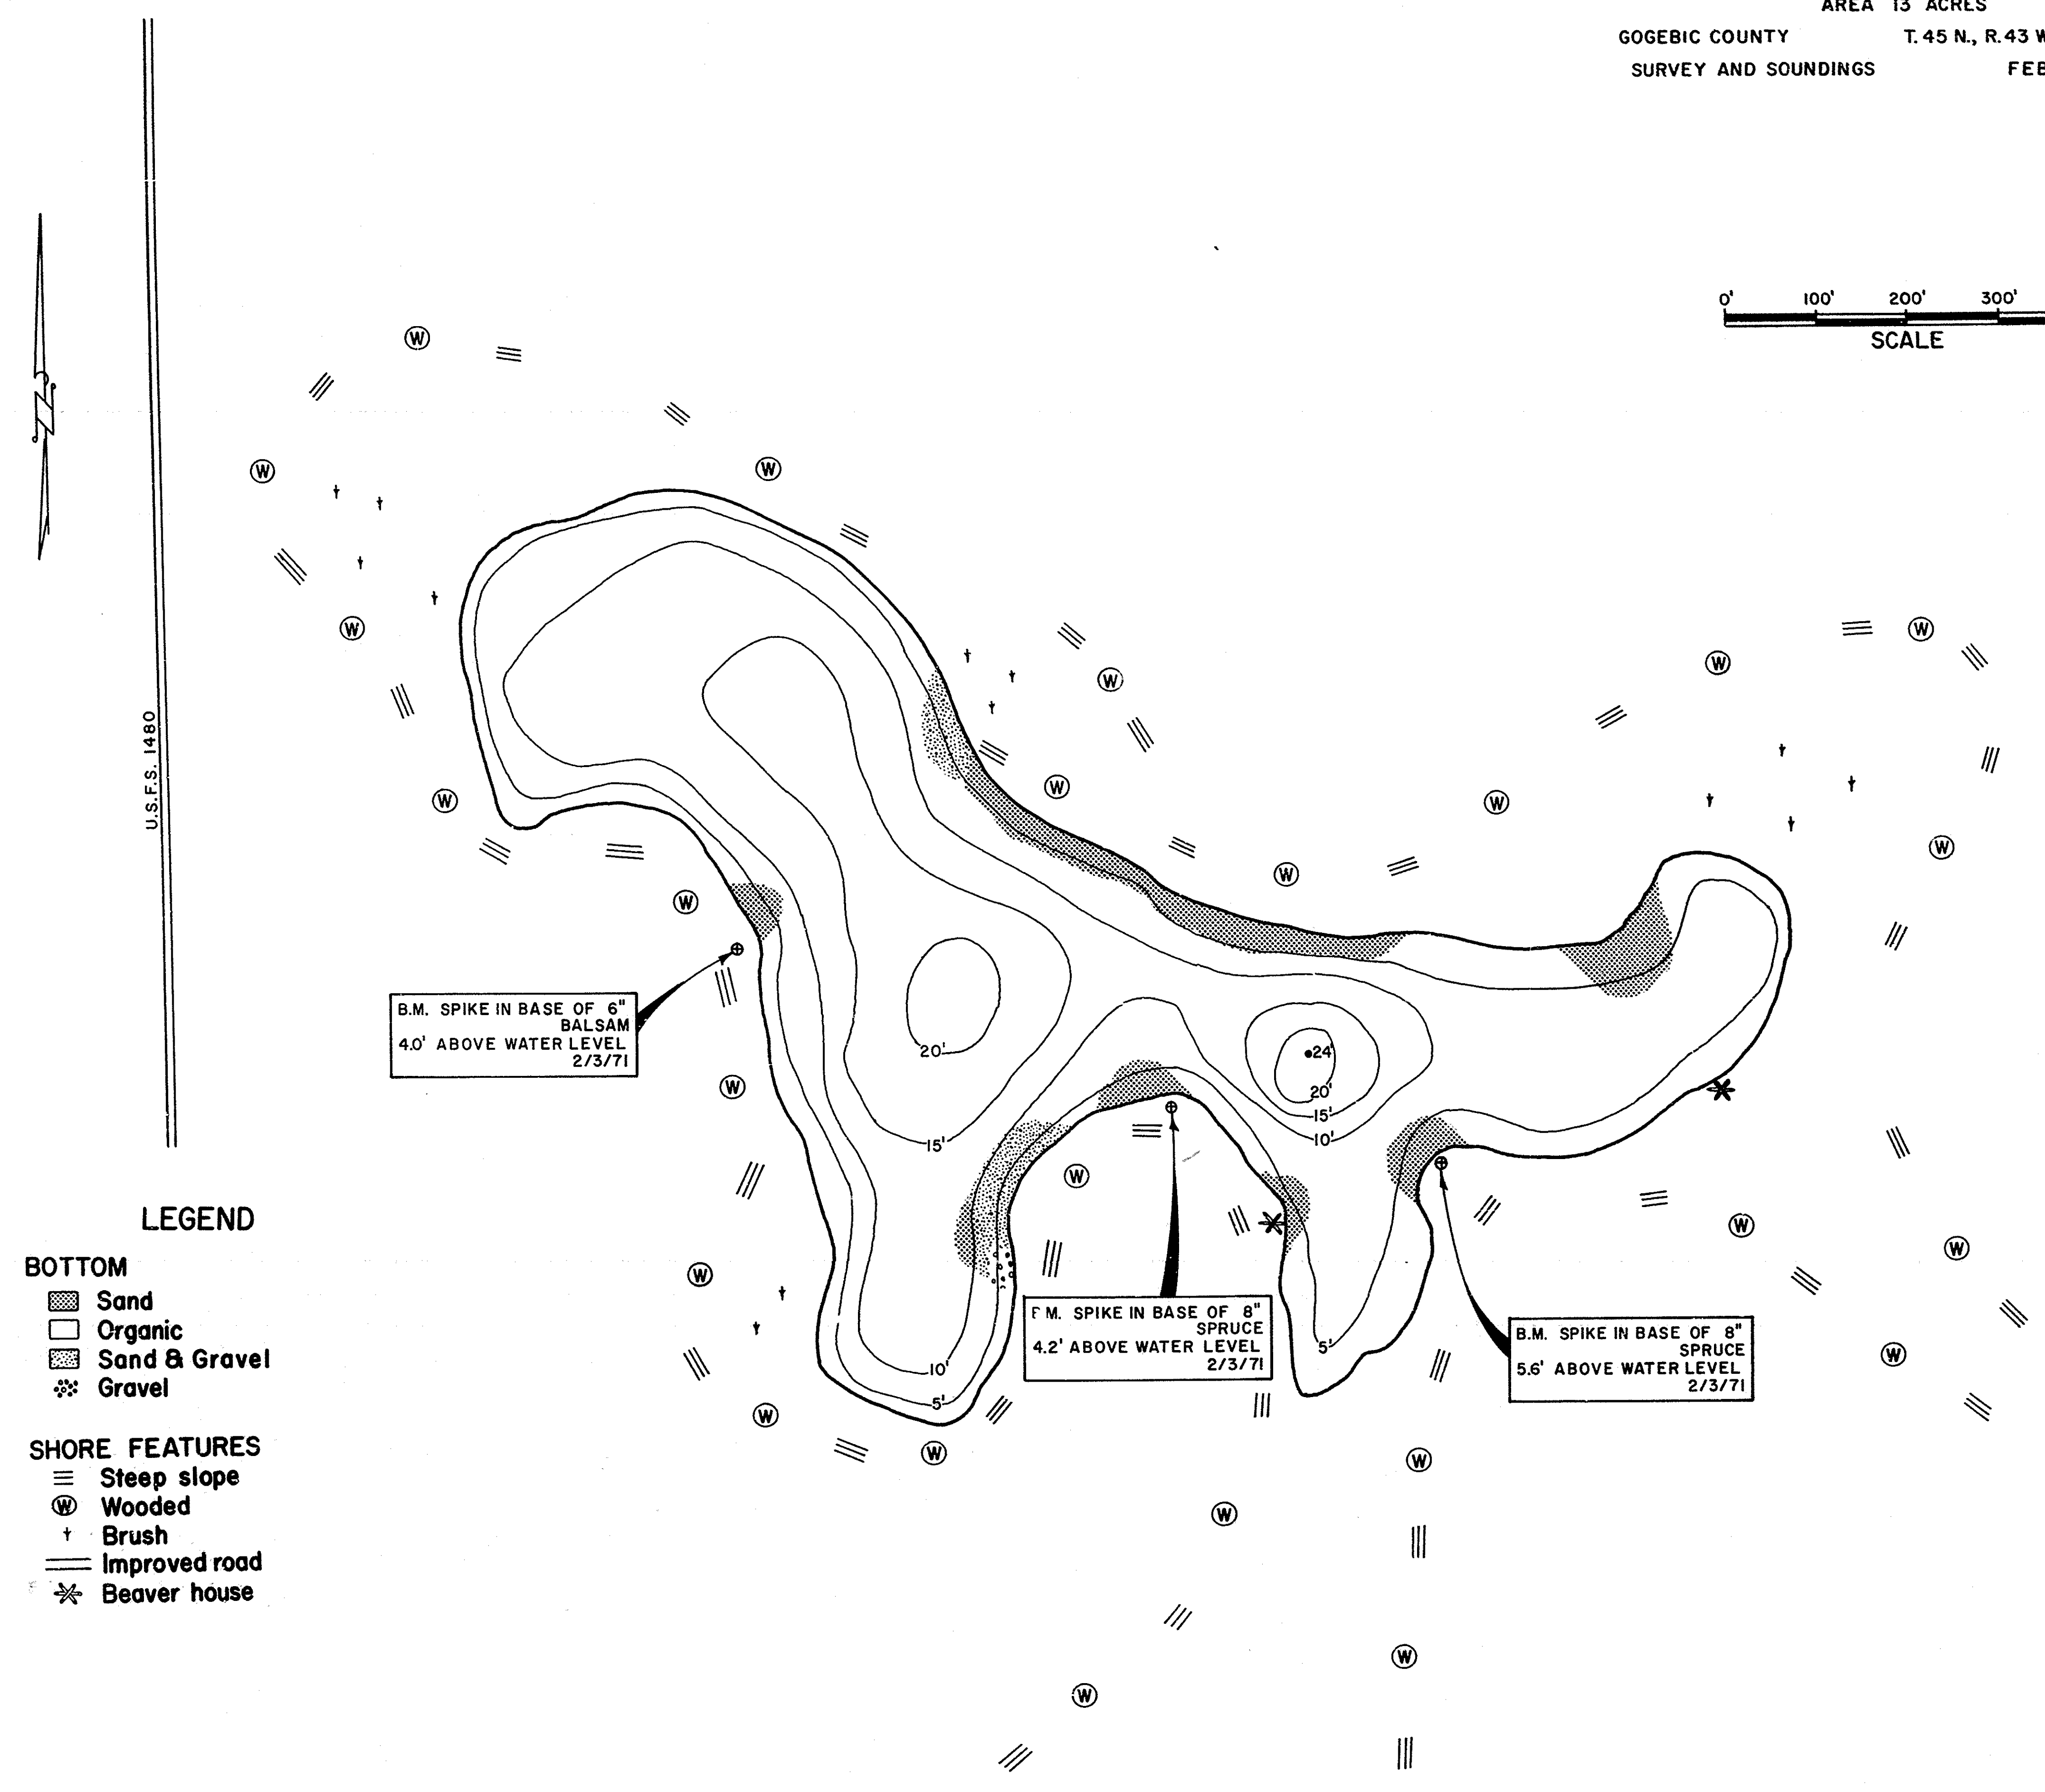 AREA 13 ACRES
GOGEBIC COUNTY T. 45 N., R. 43 W
SURVEY AND SOUNDINGS FEB
0' 100' 200' 300'
SCALE
N
U.S.F.S. 1480
B.M. SPIKE IN BASE OF 6"
BALSAM
4.0' ABOVE WATER LEVEL
2/3/71
20'
15'
10'
5'
24'
20'
15'
10'
5'
M. SPIKE IN BASE OF 8"
SPRUCE
4.2' ABOVE WATER LEVEL
2/3/71
B.M. SPIKE IN BASE OF 8"
SPRUCE
5.6' ABOVE WATER LEVEL
2/3/71
LEGEND
BOTTOM
Sand
Organic
Sand & Gravel
Gravel
SHORE FEATURES
Steep slope
W Wooded
Brush
Improved road
Beaver house